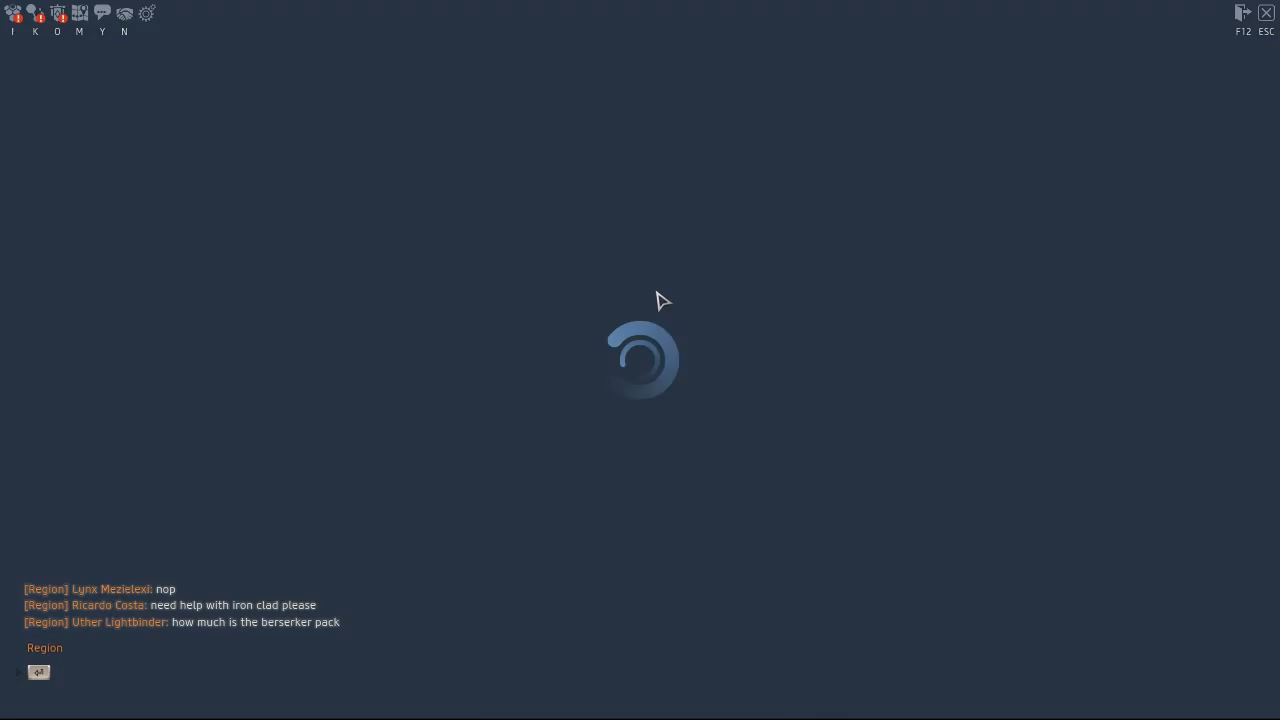 I K O M Y N
F12 ESC
[Region] Lynx Mezielexi: nop
[Region] Ricardo Costa: need help with iron clad please
[Region] Uther Lightbinder: how much is the berserker pack
Region